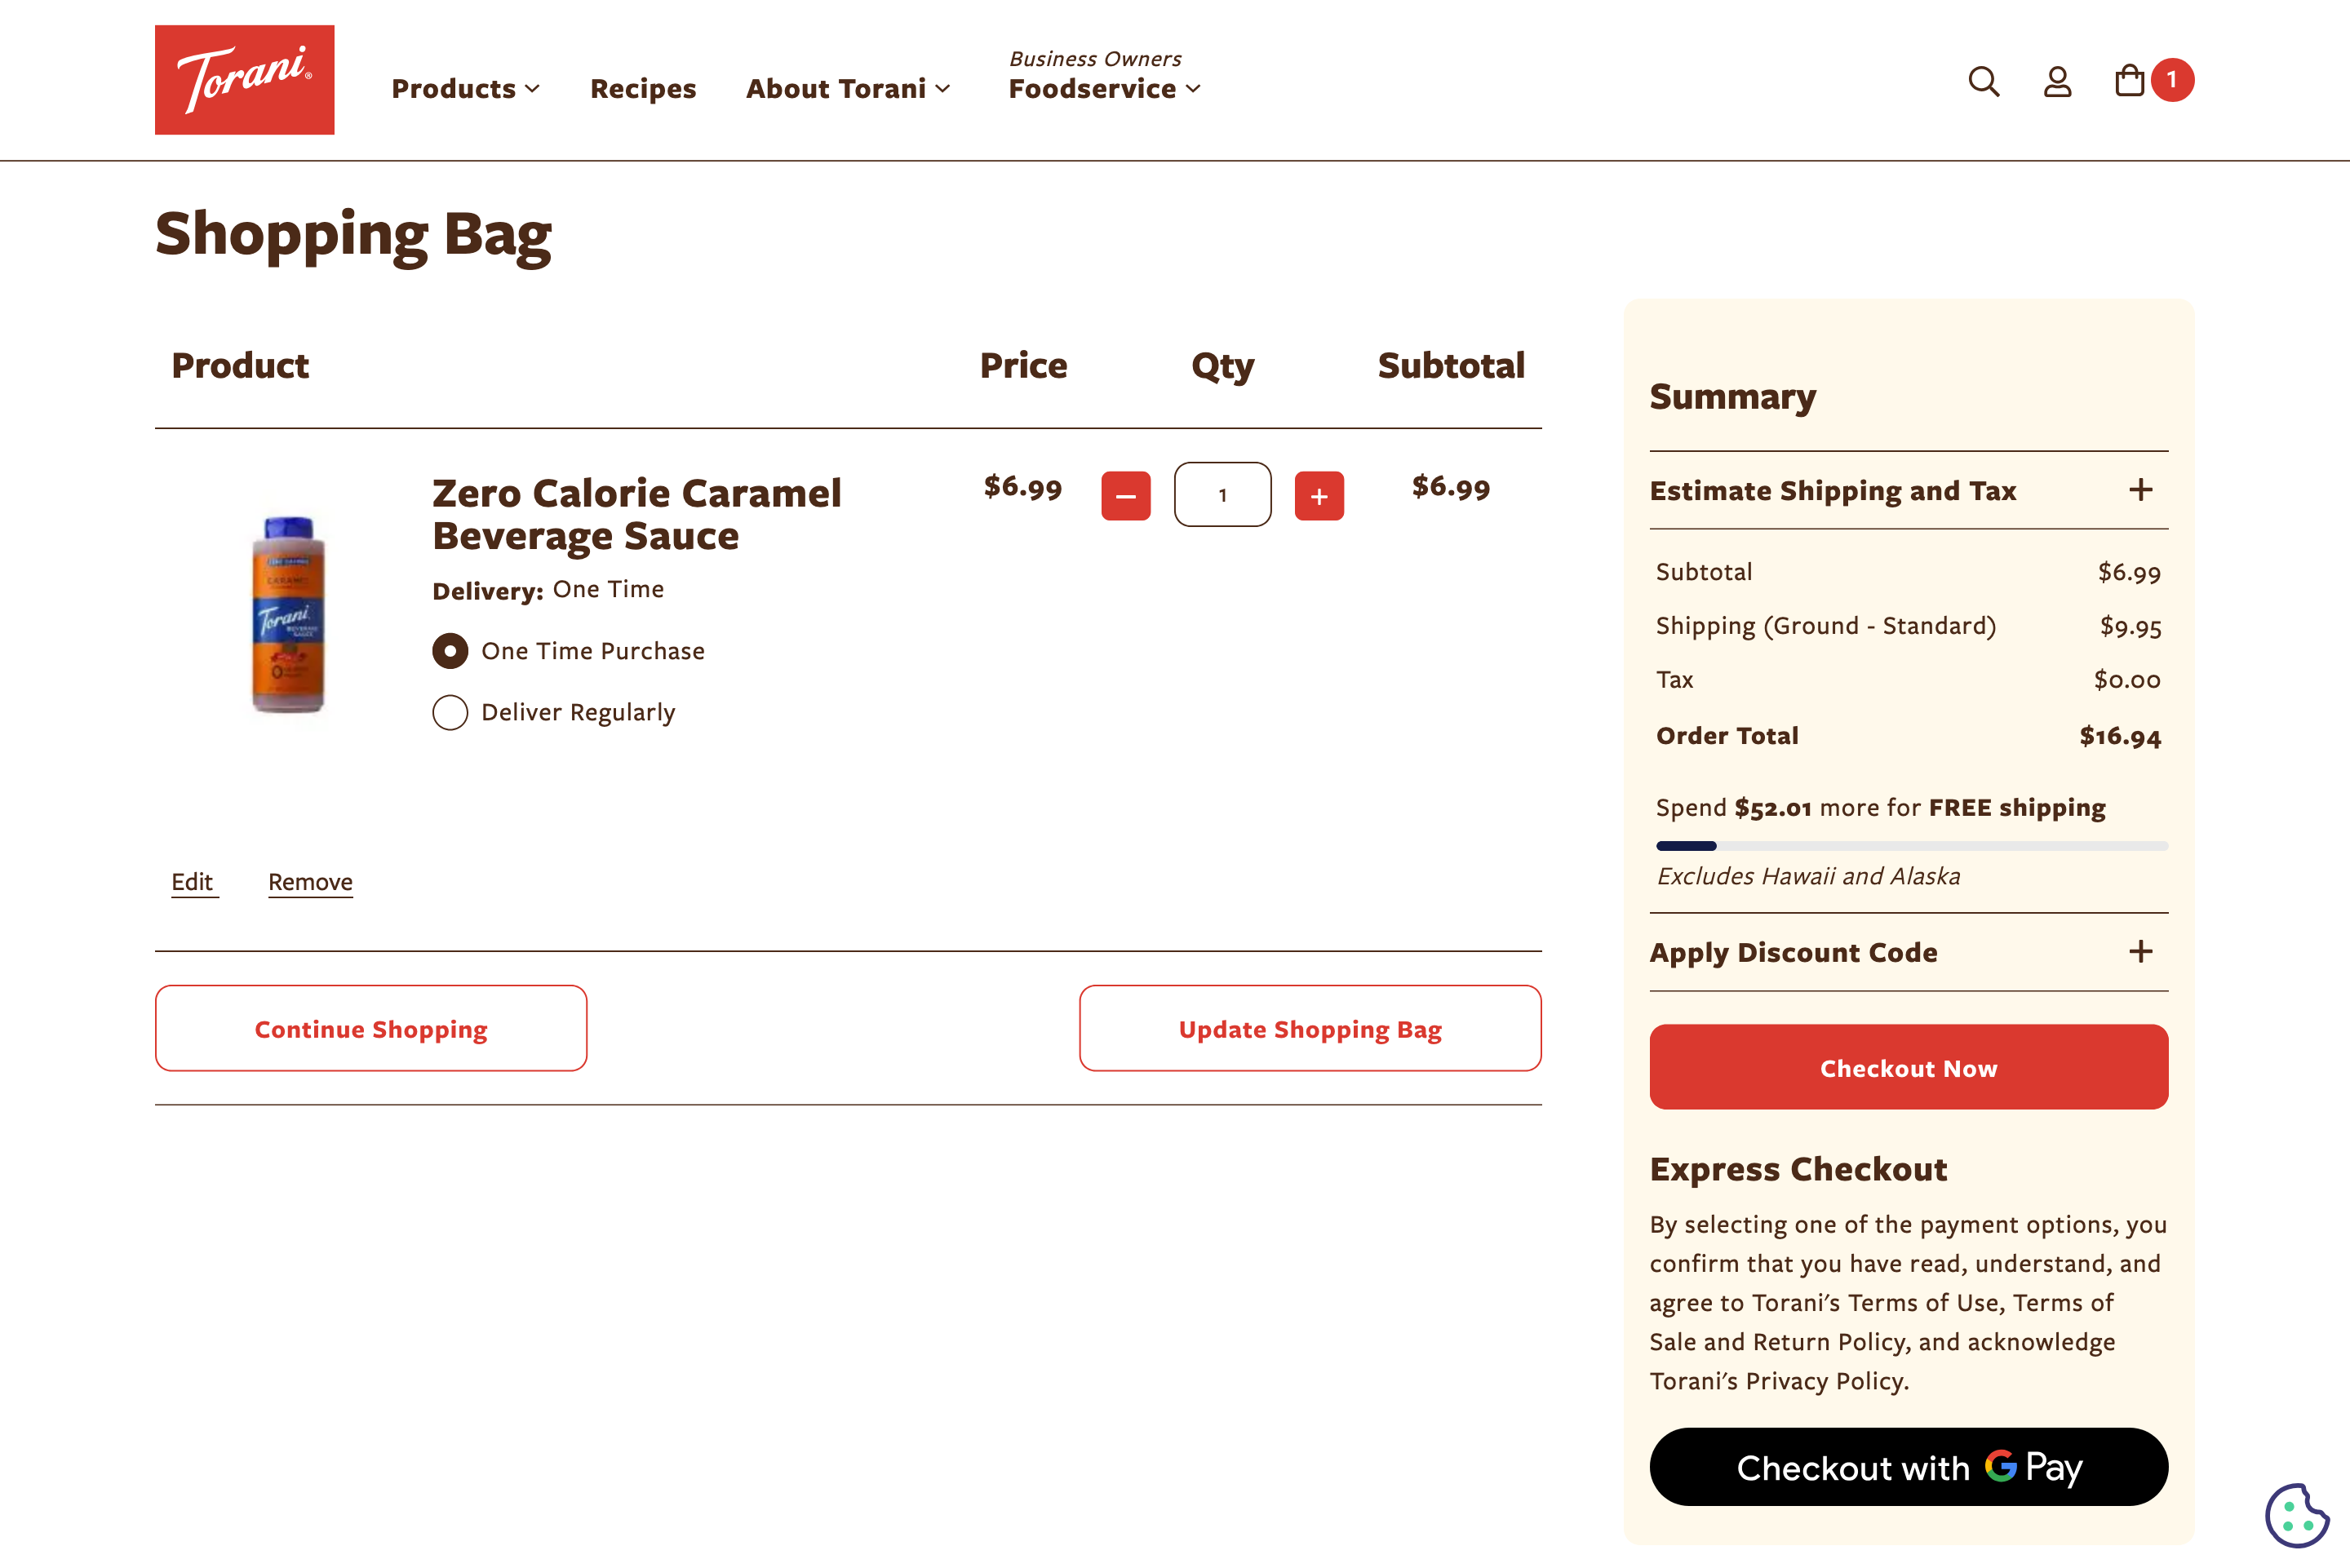 Torani®
Products
Recipes
About Torani
Business Owners
Foodservice
1
Shopping Bag
Product
Price
Qty
Subtotal
Zero Calorie Caramel
Beverage Sauce
$6.99
1
$6.99
Delivery: One Time
One Time Purchase
Deliver Regularly
CARAMEL
Torani
BEVERAGE
SAUCE
Edit
Remove
Continue Shopping
Update Shopping Bag
Summary
Estimate Shipping and Tax
Subtotal $6.99
Shipping (Ground - Standard) $9.95
Tax $0.00
Order Total $16.94
Spend $52.01 more for FREE shipping
Excludes Hawaii and Alaska
Apply Discount Code
Checkout Now
Express Checkout
By selecting one of the payment options, you
confirm that you have read, understand, and
agree to Torani's Terms of Use, Terms of
Sale and Return Policy, and acknowledge
Torani's Privacy Policy.
Checkout with G Pay